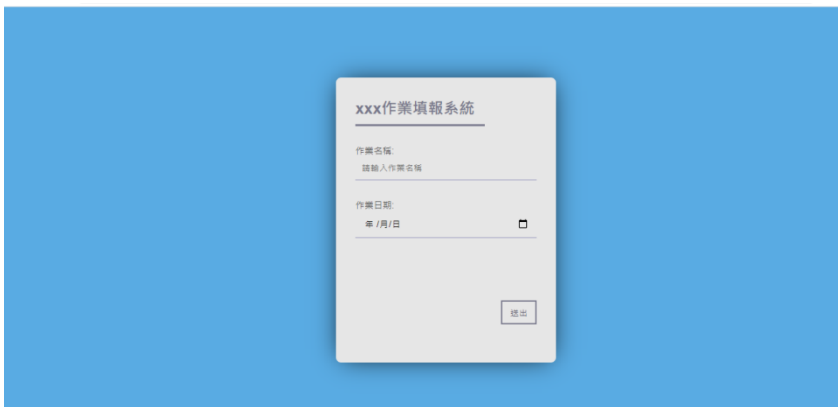 xxx作業填報系統
作業名稱:
請輸入作業名稱
作業日期:
年 /月/日
送出